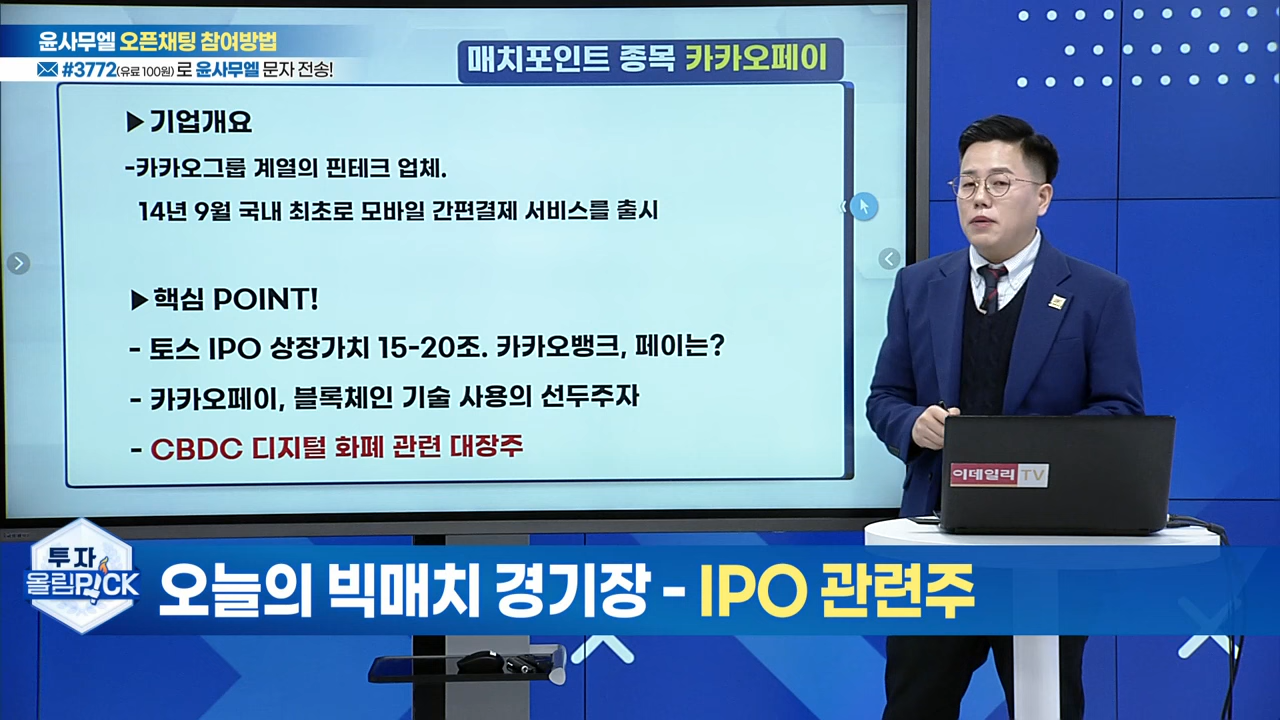 윤사무엘 오픈채팅 참여방법
#3772(유료 100원)로 윤사무엘 문자 전송!
매치포인트 종목 카카오페이
▶기업개요
-카카오그룹 계열의 핀테크 업체.
14년 9월 국내 최초로 모바일 간편결제 서비스를 출시
▶핵심 POINT!
- 토스 IPO 상장가치 15-20조. 카카오뱅크, 페이는?
- 카카오페이, 블록체인 기술 사용의 선두주자
- CBDC 디지털 화폐 관련 대장주
이데일리TV
투자
올림P!CK
오늘의 빅매치 경기장 - IPO 관련주